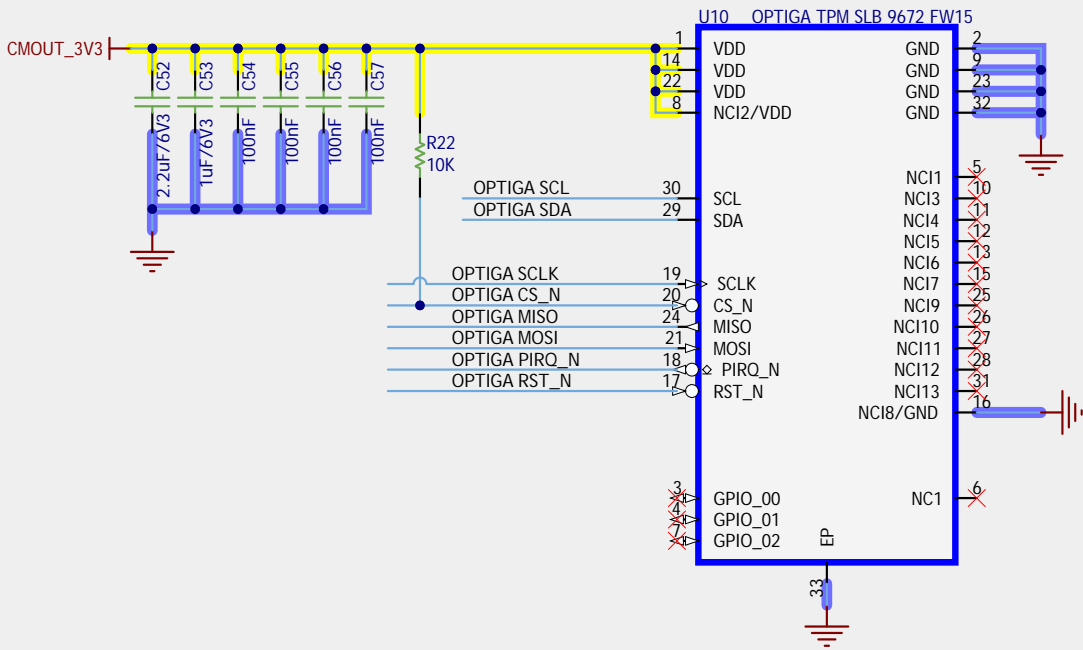 U10 OPTIGA TPM SLB 9672 FW15
CMOUT_3V3
C52
2.2uF/6V3
C53
1uF/6V3
C54
100nF
C55
100nF
C56
100nF
C57
100nF
R22
10K
1 VDD
14 VDD
22 VDD
8 NCI2/VDD
OPTIGA SCL 30 SCL
OPTIGA SDA 29 SDA
OPTIGA SCLK 19 SCLK
OPTIGA CS_N 20 CS_N
OPTIGA MISO 24 MISO
OPTIGA MOSI 21 MOSI
OPTIGA PIRQ_N 18 PIRQ_N
OPTIGA RST_N 17 RST_N
3 GPIO_00
4 GPIO_01
7 GPIO_02
GND 2
GND 9
GND 23
GND 32
NCI1 5
NCI3 10
NCI4 11
NCI5 12
NCI6 13
NCI7 15
NCI9 25
NCI10 26
NCI11 27
NCI12 28
NCI13 31
NCI8/GND 16
NC1 6
EP
33